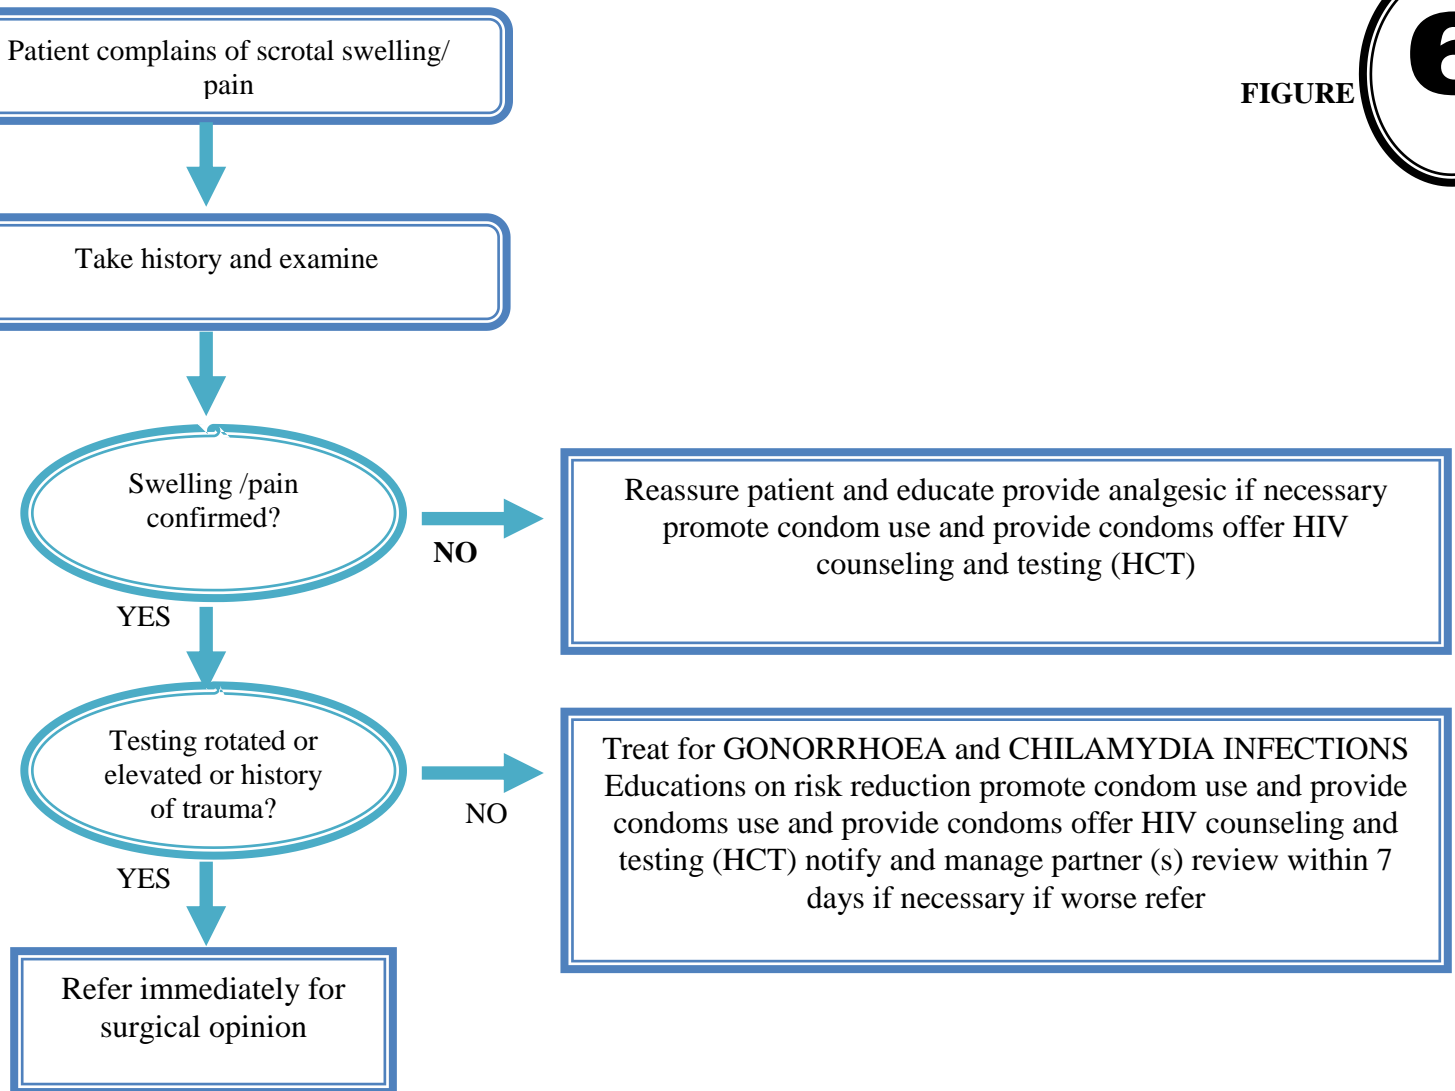 Patient complains of scrotal swelling/
pain
FIGURE
6
Take history and examine
Swelling /pain
confirmed?
NO
Reassure patient and educate provide analgesic if necessary
promote condom use and provide condoms offer HIV
counseling and testing (HCT)
YES
Testing rotated or
elevated or history
of trauma?
NO
Treat for GONORRHOEA and CHILAMYDIA INFECTIONS
Educations on risk reduction promote condom use and provide
condoms use and provide condoms offer HIV counseling and
testing (HCT) notify and manage partner (s) review within 7
days if necessary if worse refer
YES
Refer immediately for
surgical opinion